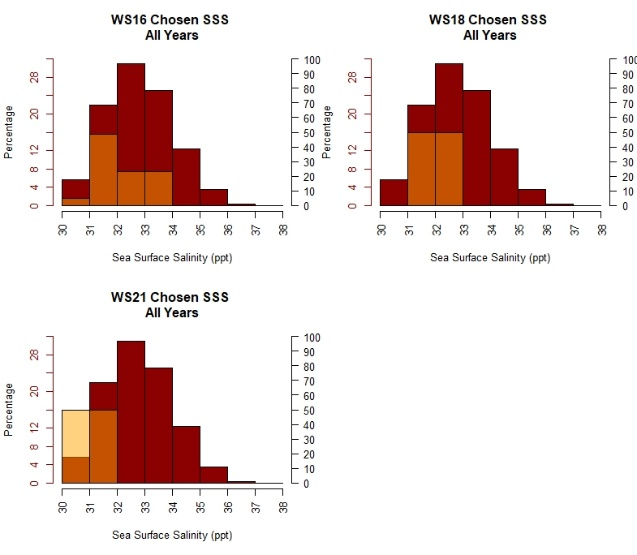 WS16 Chosen SSS
All Years
WS18 Chosen SSS
All Years
Percentage
0 4 8 12 20 28
0 10 20 30 40 50 60 70 80 90 100
30 31 32 33 34 35 36 37 38
Sea Surface Salinity (ppt)
Percentage
0 4 8 12 20 28
0 10 20 30 40 50 60 70 80 90 100
30 31 32 33 34 35 36 37 38
Sea Surface Salinity (ppt)
WS21 Chosen SSS
All Years
Percentage
0 4 8 12 20 28
0 10 20 30 40 50 60 70 80 90 100
30 31 32 33 34 35 36 37 38
Sea Surface Salinity (ppt)